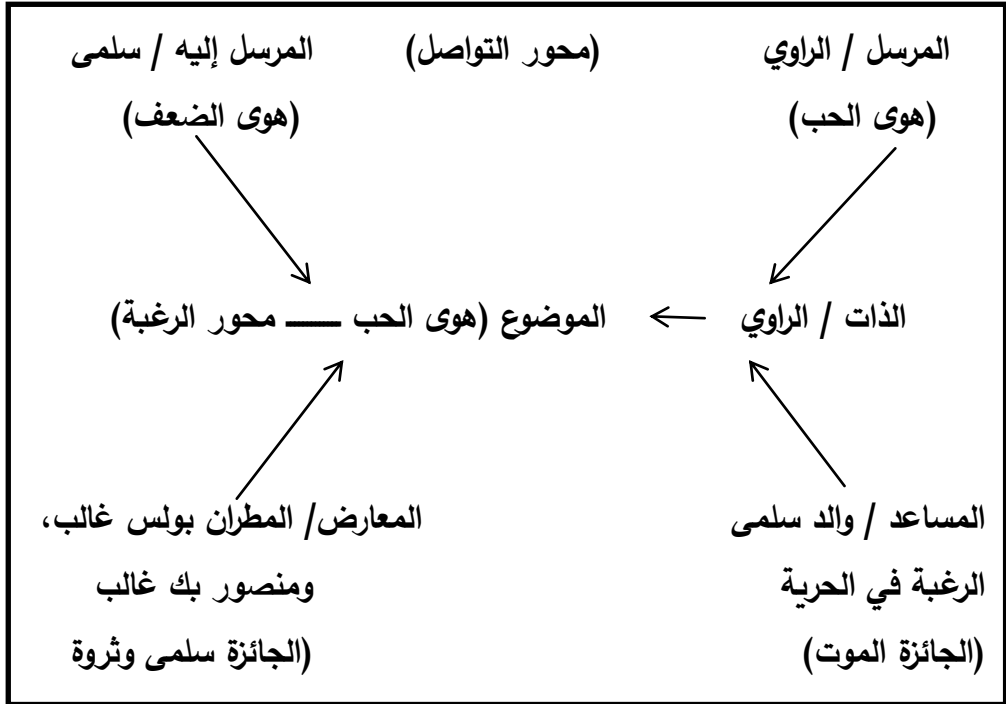 المرسل / الراوي (محور التواصل) المرسل إليه / سلمى
(هوى الحب) (هوى الضعف)
الذات / الراوي الموضوع (هوى الحب ـــــ محور الرغبة)
المساعد / والد سلمى المعارض/ المطران بولس غالب،
الرغبة في الحرية ومنصور بك غالب
(الجائزة الموت) (الجائزة سلمى وثروة